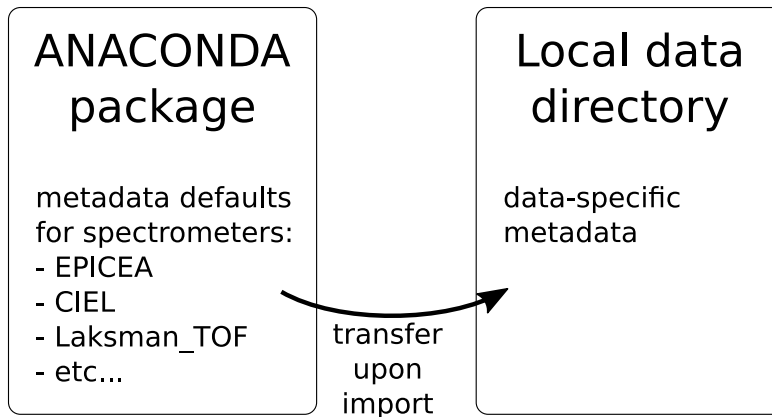 ANACONDA
package
metadata defaults
for spectrometers:
- EPICEA
- CIEL
- Laksman_TOF
- etc...
transfer
upon
import
Local data
directory
data-specific
metadata